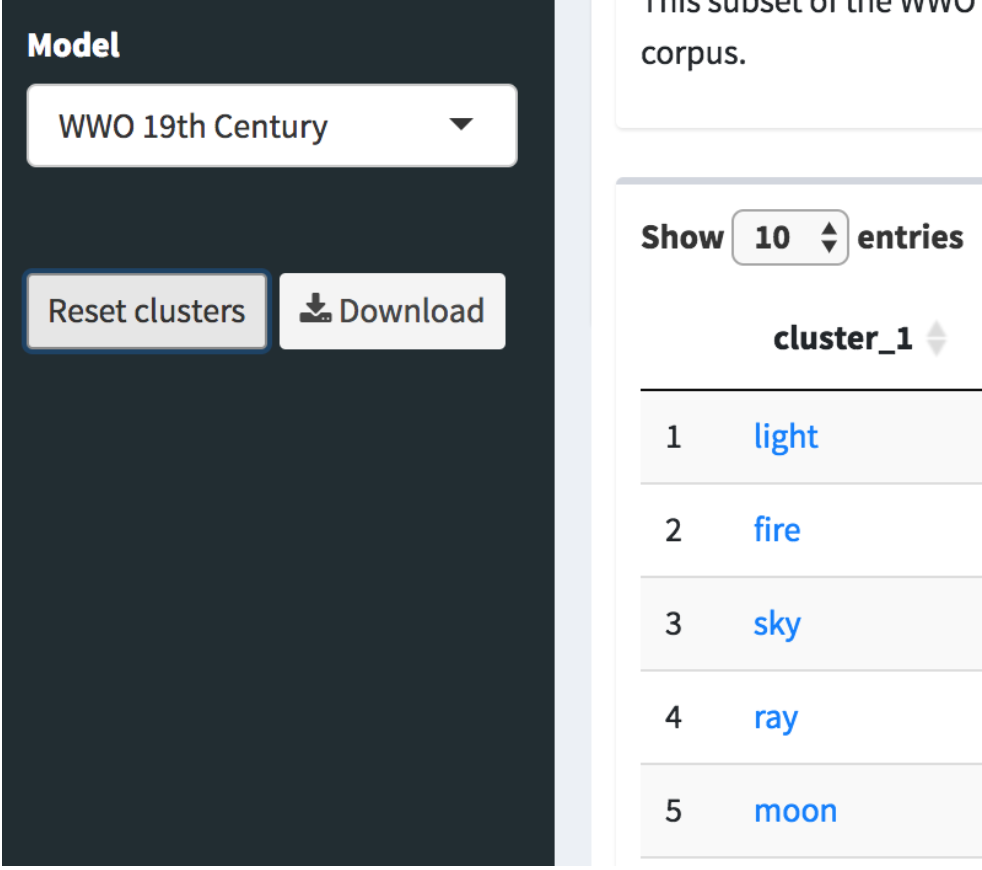 Model
WWO 19th Century
Reset clusters
Download
This subset of the WWO
corpus.
Show 10 entries
cluster_1
1 light
2 fire
3 sky
4 ray
5 moon